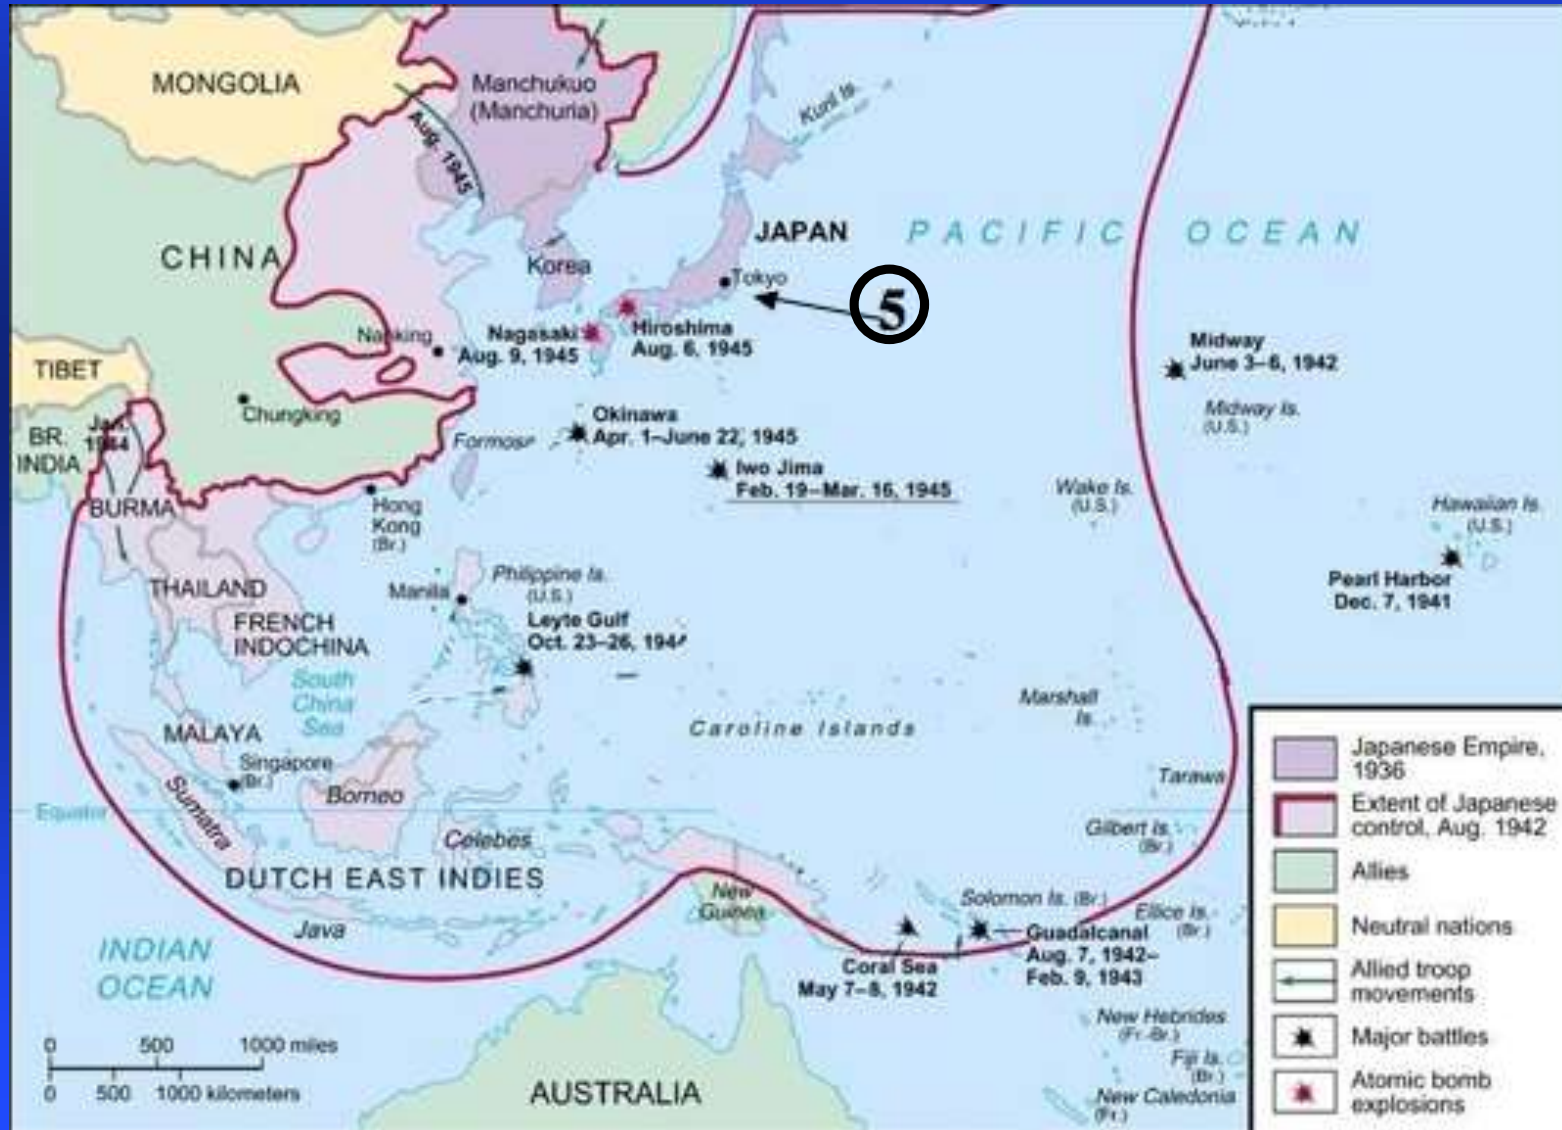 MONGOLIA
Manchukuo
(Manchuria)
Kuril Is.
Aug. 1945
CHINA
JAPAN
PACIFIC OCEAN
Korea
Tokyo
5
Nanking
Nagasaki
Aug. 9, 1945
Hiroshima
Aug. 6, 1945
Midway
June 3–6, 1942
TIBET
Midway Is.
(U.S.)
Chungking
Okinawa
Apr. 1–June 22, 1945
BR.
INDIA
Jan.
1944
Formosa
Iwo Jima
Feb. 19–Mar. 16, 1945
Wake Is.
(U.S.)
Hawaiian Is.
(U.S.)
BURMA
Hong
Kong
(Br.)
Pearl Harbor
Dec. 7, 1941
THAILAND
Manila
Philippine Is.
(U.S.)
FRENCH
INDOCHINA
Leyte Gulf
Oct. 23–26, 1944
South
China
Sea
Marshall
Is.
Caroline Islands
MALAYA
Singapore
(Br.)
Sumatra
Borneo
Tarawa
Equator
Celebes
Gilbert Is.
(Br.)
DUTCH EAST INDIES
New
Guinea
Solomon Is. (Br.)
Ellice Is.
(Br.)
Java
INDIAN
OCEAN
Coral Sea
May 7–8, 1942
Guadalcanal
Aug. 7, 1942–
Feb. 9, 1943
New Hebrides
(Fr.-Br.)
Fiji Is.
(Br.)
New Caledonia
(Fr.)
AUSTRALIA
0 500 1000 miles
0 500 1000 kilometers
Japanese Empire,
1936
Extent of Japanese
control, Aug. 1942
Allies
Neutral nations
Allied troop
movements
Major battles
Atomic bomb
explosions